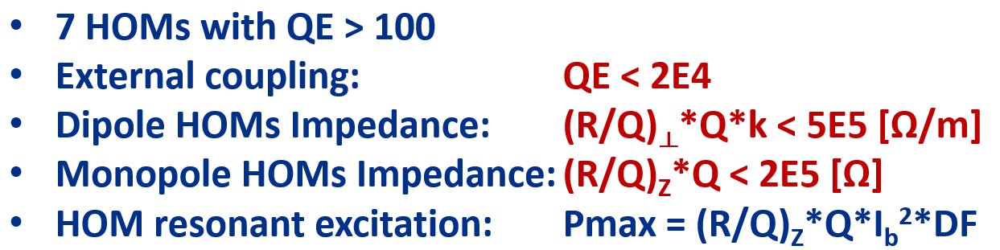 • 7 HOMs with QE > 100
• External coupling: QE < 2E4
• Dipole HOMs Impedance: (R/Q)⊥*Q*k < 5E5 [Ω/m]
• Monopole HOMs Impedance: (R/Q)Z*Q < 2E5 [Ω]
• HOM resonant excitation: Pmax = (R/Q)Z*Q*Ib²*DF